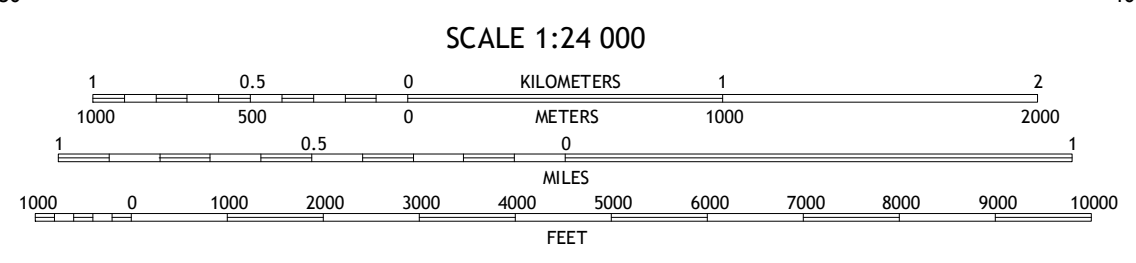 SCALE 1:24 000
1 0.5 0 KILOMETERS 1 2
1000 500 0 METERS 1000 2000
1 0.5 0 1
MILES
1000 0 1000 2000 3000 4000 5000 6000 7000 8000 9000 10000
FEET